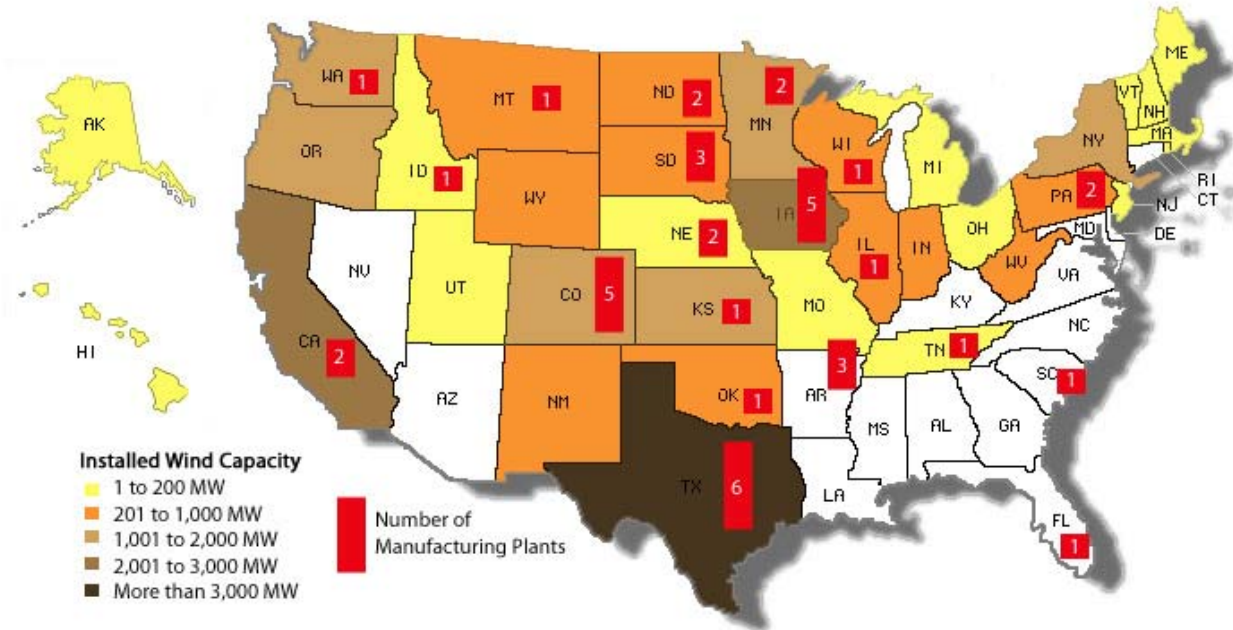 ME
WA
1
MT
1
ND
2
2
MN
VT
NH
AK
OR
ID
1
SD
3
WI
1
MI
NY
MA
RI
CT
WY
IA
5
PA
2
NJ
NE
2
OH
MD
DE
NV
UT
CO
5
IL
1
IN
WV
VA
KS
1
MO
KY
HI
CA
2
NC
TN
1
AZ
NM
OK
1
AR
3
SC
1
MS
AL
GA
TX
6
LA
FL
1
Installed Wind Capacity
1 to 200 MW
201 to 1,000 MW
1,001 to 2,000 MW
2,001 to 3,000 MW
More than 3,000 MW
Number of
Manufacturing Plants